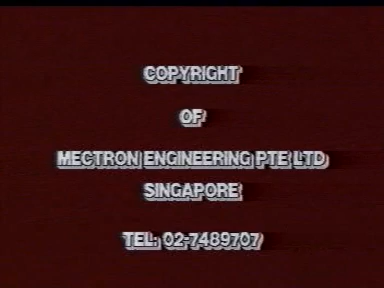 COPYRIGHT
OF
MECTRON ENGINEERING PTE LTD
SINGAPORE
TEL: 02-7489707